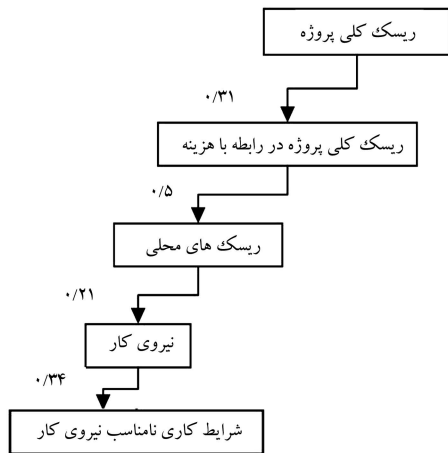 ریسک کلی پروژه
۰/۳۱
ریسک کلی پروژه در رابطه با هزینه
۰/۵
ریسک های محلی
۰/۲۱
نیروی کار
۰/۳۴
شرایط کاری نامناسب نیروی کار